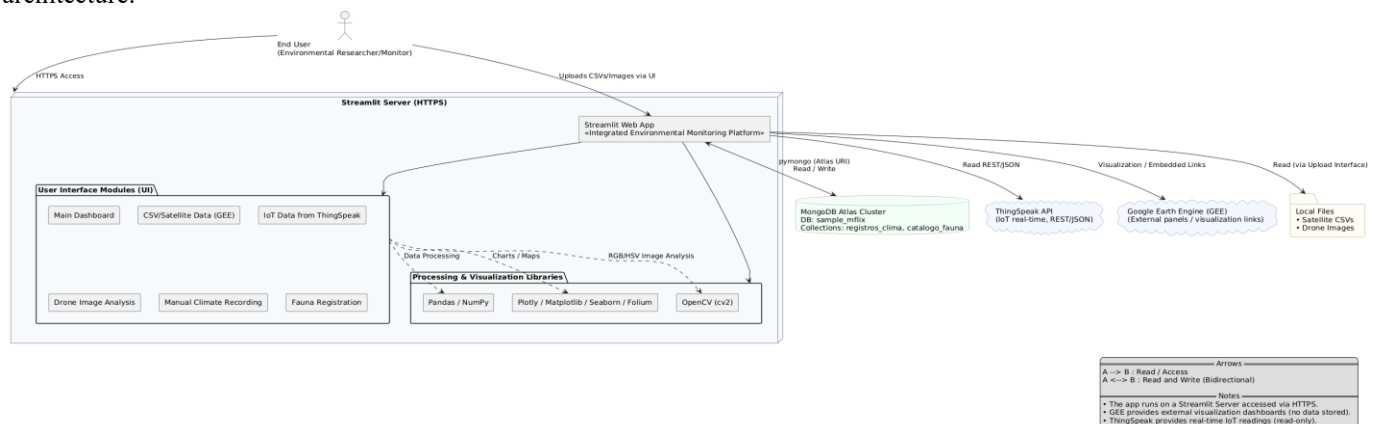 architecture.
End User
(Environmental Researcher/Monitor)
HTTPS Access
Uploads CSVs/Images via UI
Streamlit Server (HTTPS)
Streamlit Web App
«Integrated Environmental Monitoring Platform»
pymongo (Atlas URI)
Read / Write
Read REST/JSON
Visualization / Embedded Links
Read (via Upload Interface)
User Interface Modules (UI)
Main Dashboard
CSV/Satellite Data (GEE)
IoT Data from ThingSpeak
MongoDB Atlas Cluster
DB: sample_mflix
Collections: registros_clima, catalogo_fauna
ThingSpeak API
(IoT real-time, REST/JSON)
Google Earth Engine (GEE)
(External panels / visualization links)
Local Files
• Satellite CSVs
• Drone Images
Data Processing
Charts / Maps
RGB/HSV Image Analysis
Processing & Visualization Libraries
Drone Image Analysis
Manual Climate Recording
Fauna Registration
Pandas / NumPy
Plotly / Matplotlib / Seaborn / Folium
OpenCV (cv2)
Arrows
A --> B : Read / Access
A <--> B : Read and Write (Bidirectional)
Notes
• The app runs on a Streamlit Server accessed via HTTPS.
• GEE provides external visualization dashboards (no data stored).
• ThingSpeak provides real-time IoT readings (read-only).